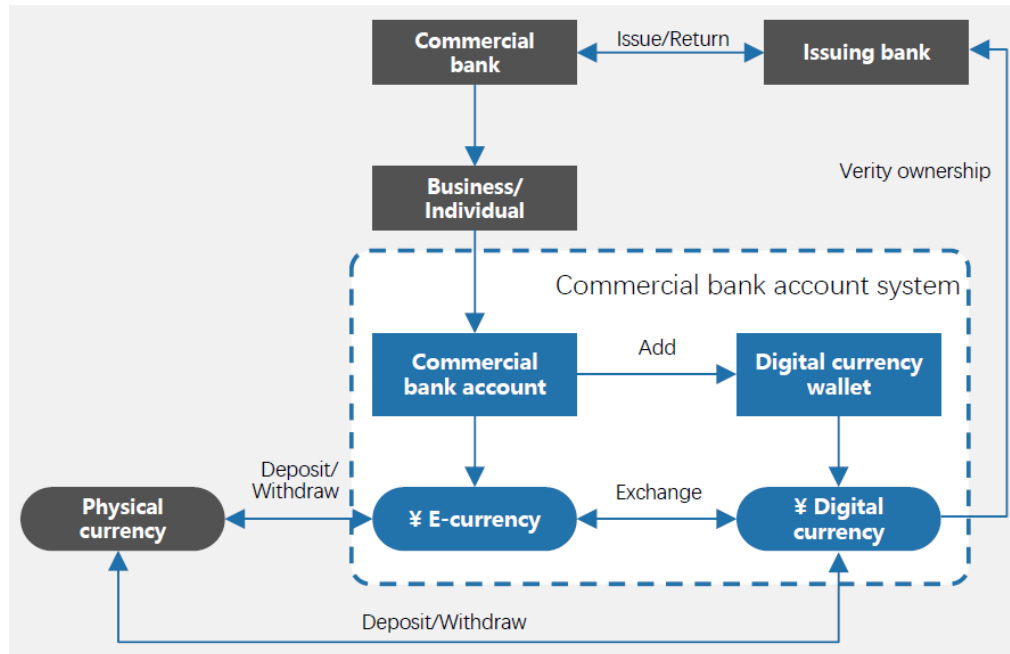 Commercial
bank
Issue/Return
Issuing bank
Verity ownership
Business/
Individual
Commercial bank account system
Commercial
bank account
Add
Digital currency
wallet
Deposit/
Withdraw
Physical
currency
¥ E-currency
Exchange
¥ Digital
currency
Deposit/Withdraw